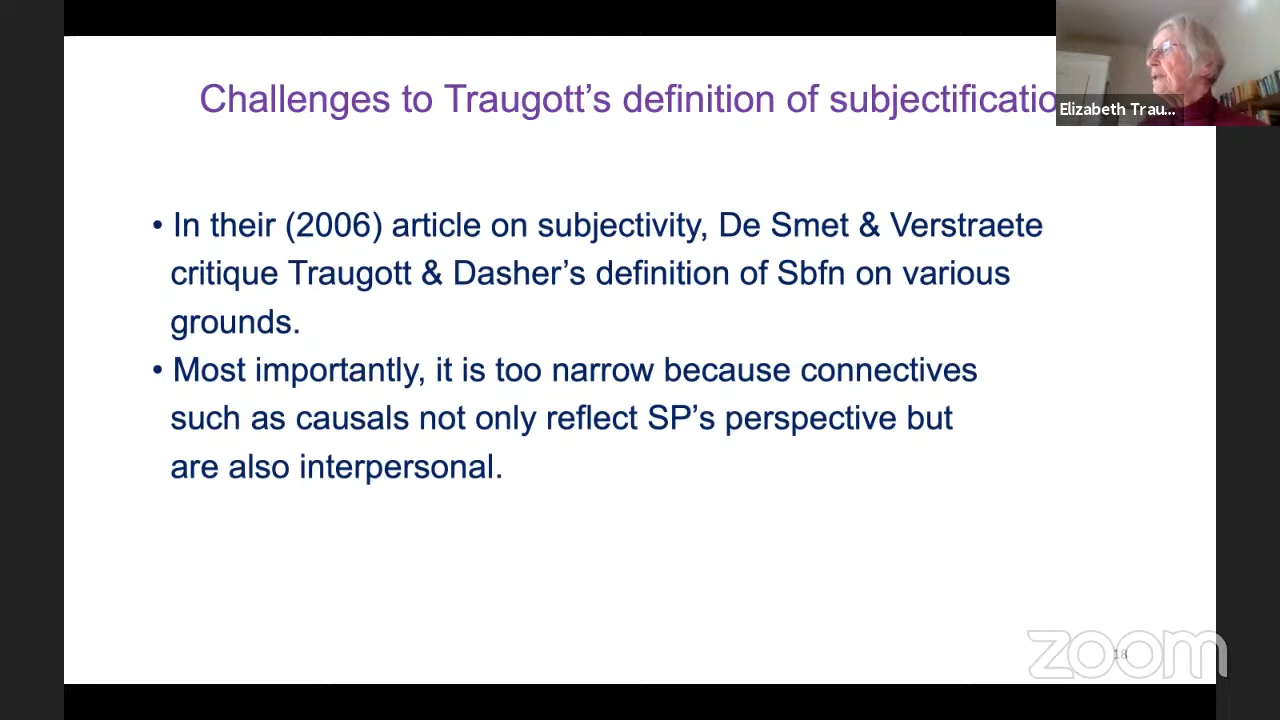 Challenges to Traugott’s definition of subjectificatio
Elizabeth Trau...
• In their (2006) article on subjectivity, De Smet & Verstraete
critique Traugott & Dasher’s definition of Sbfn on various
grounds.
• Most importantly, it is too narrow because connectives
such as causals not only reflect SP’s perspective but
are also interpersonal.
zoom
18